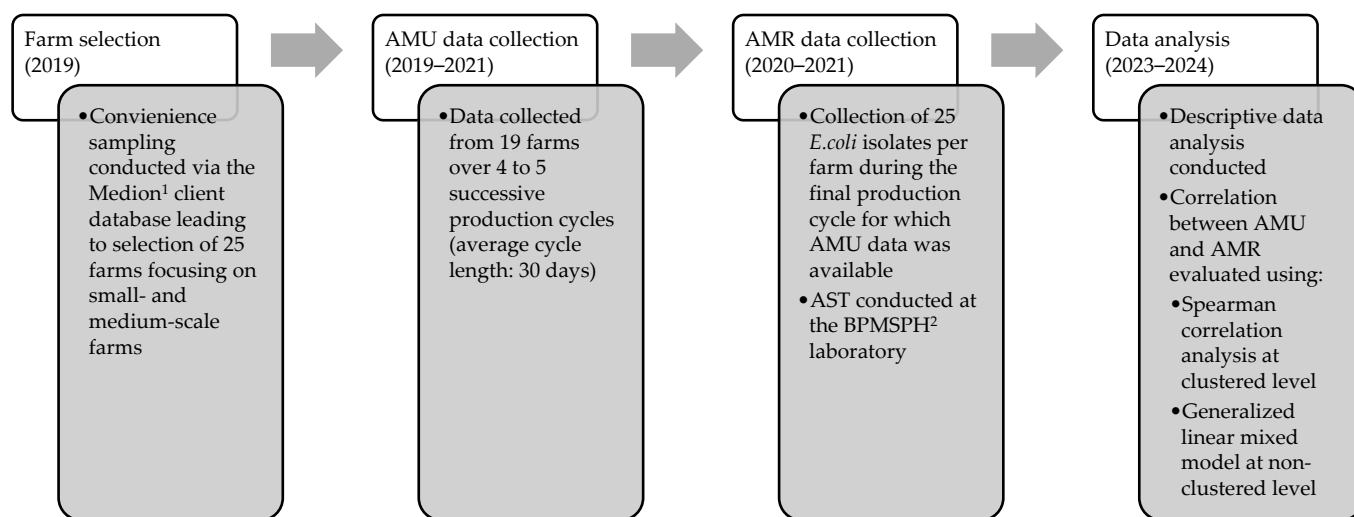 Farm selection
(2019)
•Convienience
sampling
conducted via the
Medion¹ client
database leading
to selection of 25
farms focusing on
small- and
medium-scale
farms
AMU data collection
(2019–2021)
•Data collected
from 19 farms
over 4 to 5
successive
production cycles
(average cycle
length: 30 days)
AMR data collection
(2020–2021)
•Collection of 25
E.coli isolates per
farm during the
final production
cycle for which
AMU data was
available
•AST conducted at
the BPMSPH²
laboratory
Data analysis
(2023–2024)
•Descriptive data
analysis
conducted
•Correlation
between AMU
and AMR
evaluated using:
•Spearman
correlation
analysis at
clustered level
•Generalized
linear mixed
model at non-
clustered level